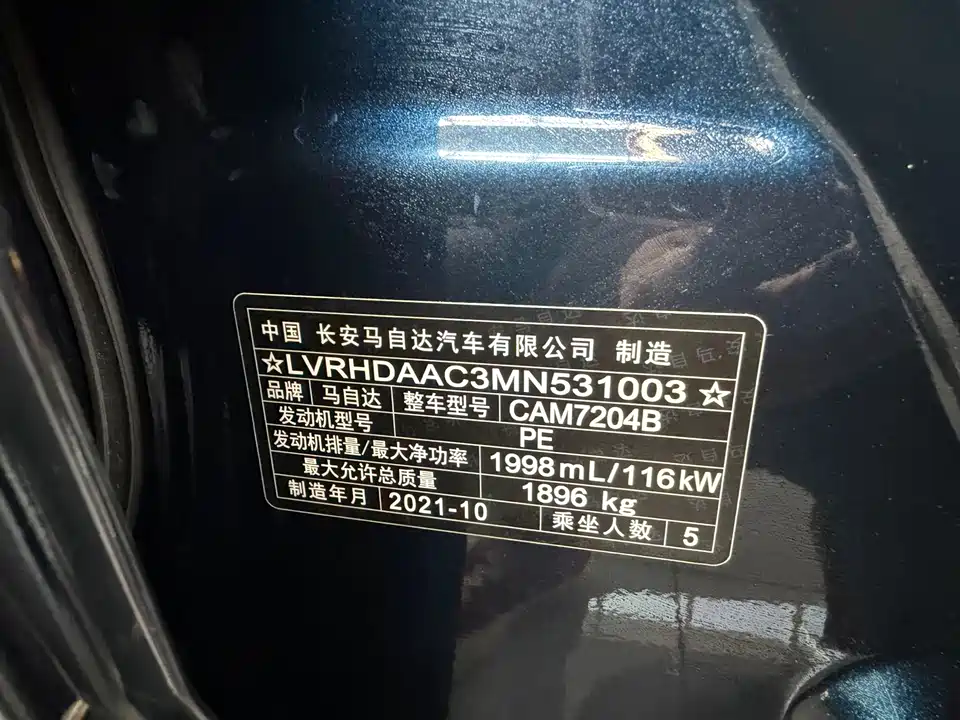 中国 长安马自达汽车有限公司 制造
☆LVRHDAAC3MN531003☆
品牌 马自达 整车型号 CAM7204B
发动机型号 PE
发动机排量/最大净功率 1998mL/116kW
最大允许总质量 1896 kg
制造年月 2021-10 乘坐人数 5